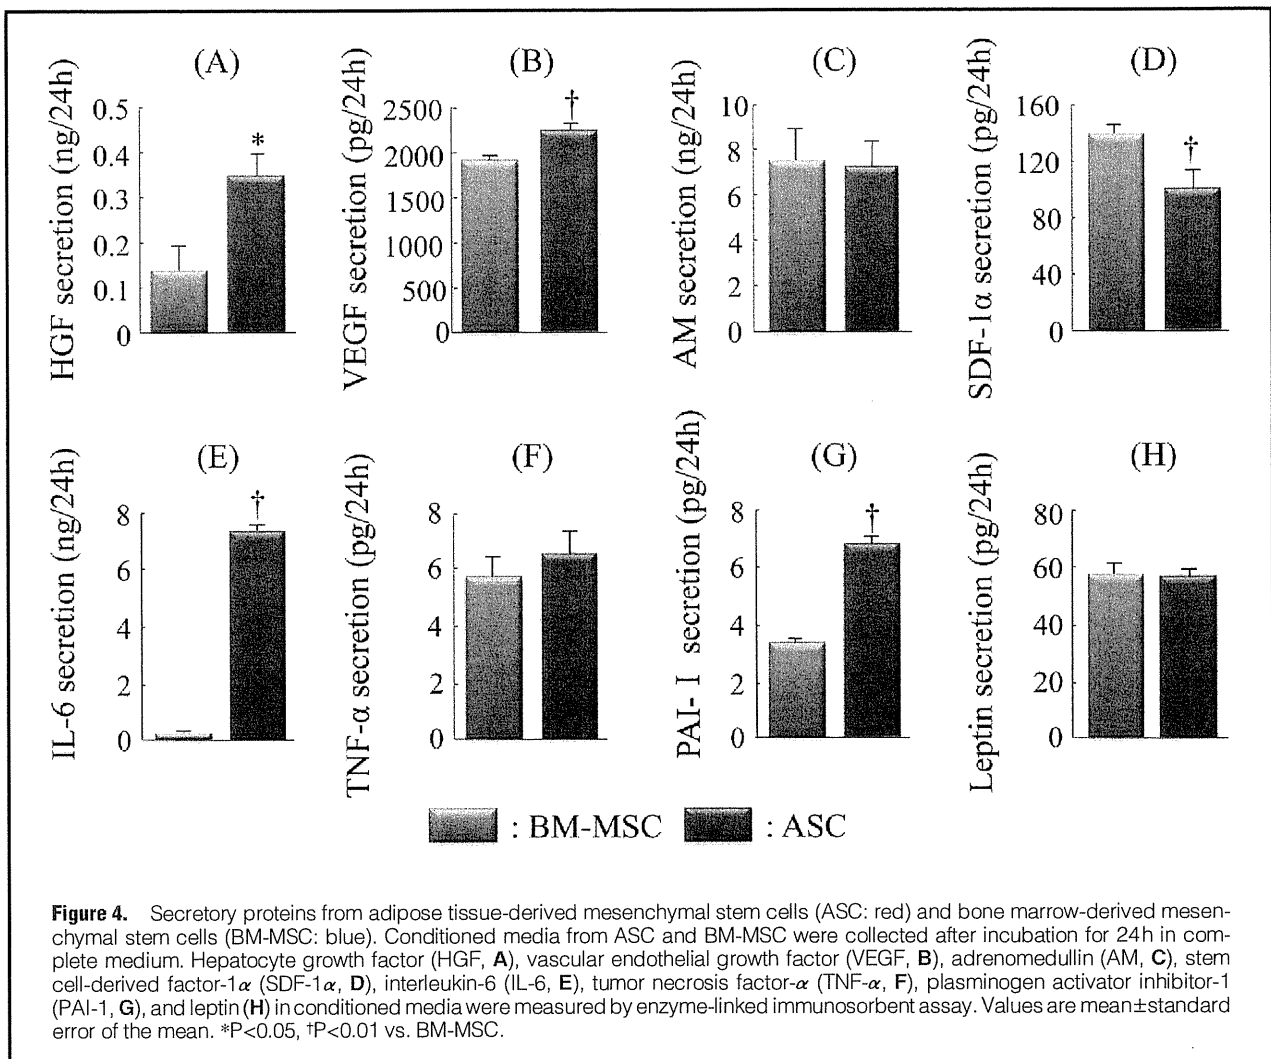 (A)
HGF secretion (ng/24h)
0.5
0.4
0.3
0.2
0.1
0
*
(B)
VEGF secretion (pg/24h)
2500
2000
1500
1000
500
0
†
(C)
AM secretion (ng/24h)
10
8
6
4
2
0
(D)
SDF-1α secretion (pg/24h)
160
120
80
40
0
†
(E)
IL-6 secretion (ng/24h)
8
6
4
2
0
†
(F)
TNF-α secretion (pg/24h)
8
6
4
2
0
(G)
PAI- I secretion (pg/24h)
8
6
4
2
0
†
(H)
Leptin secretion (pg/24h)
80
60
40
20
0
: BM-MSC : ASC
Figure 4. Secretory proteins from adipose tissue-derived mesenchymal stem cells (ASC: red) and bone marrow-derived mesen-
chymal stem cells (BM-MSC: blue). Conditioned media from ASC and BM-MSC were collected after incubation for 24h in com-
plete medium. Hepatocyte growth factor (HGF, A), vascular endothelial growth factor (VEGF, B), adrenomedullin (AM, C), stem
cell-derived factor-1α (SDF-1α, D), interleukin-6 (IL-6, E), tumor necrosis factor-α (TNF-α, F), plasminogen activator inhibitor-1
(PAI-1, G), and leptin (H) in conditioned media were measured by enzyme-linked immunosorbent assay. Values are mean±standard
error of the mean. *P<0.05, †P<0.01 vs. BM-MSC.